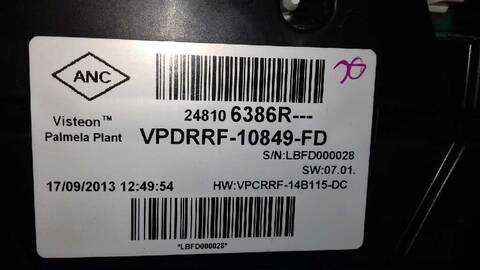 ANC
24810 6386R---
Visteon™
Palmela Plant
VPDRRF-10849-FD
S/N:LBFD000028
SW:07.01.
17/09/2013 12:49:54
HW:VPCRRF-14B115-DC
*LBFD000028*